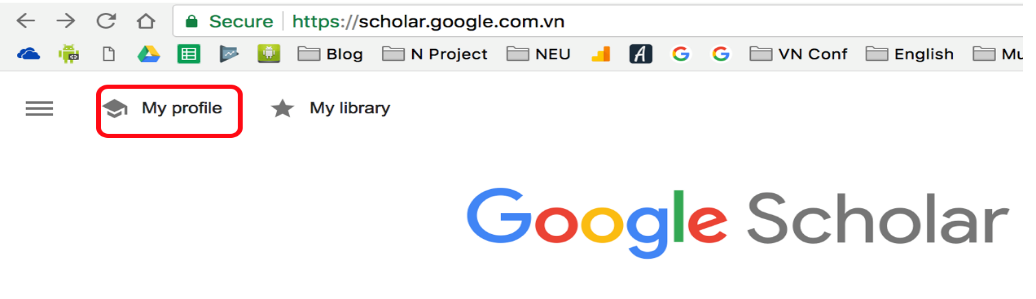 Secure https://scholar.google.com.vn
Blog N Project NEU A G G VN Conf English Mu
My profile My library
Google Scholar